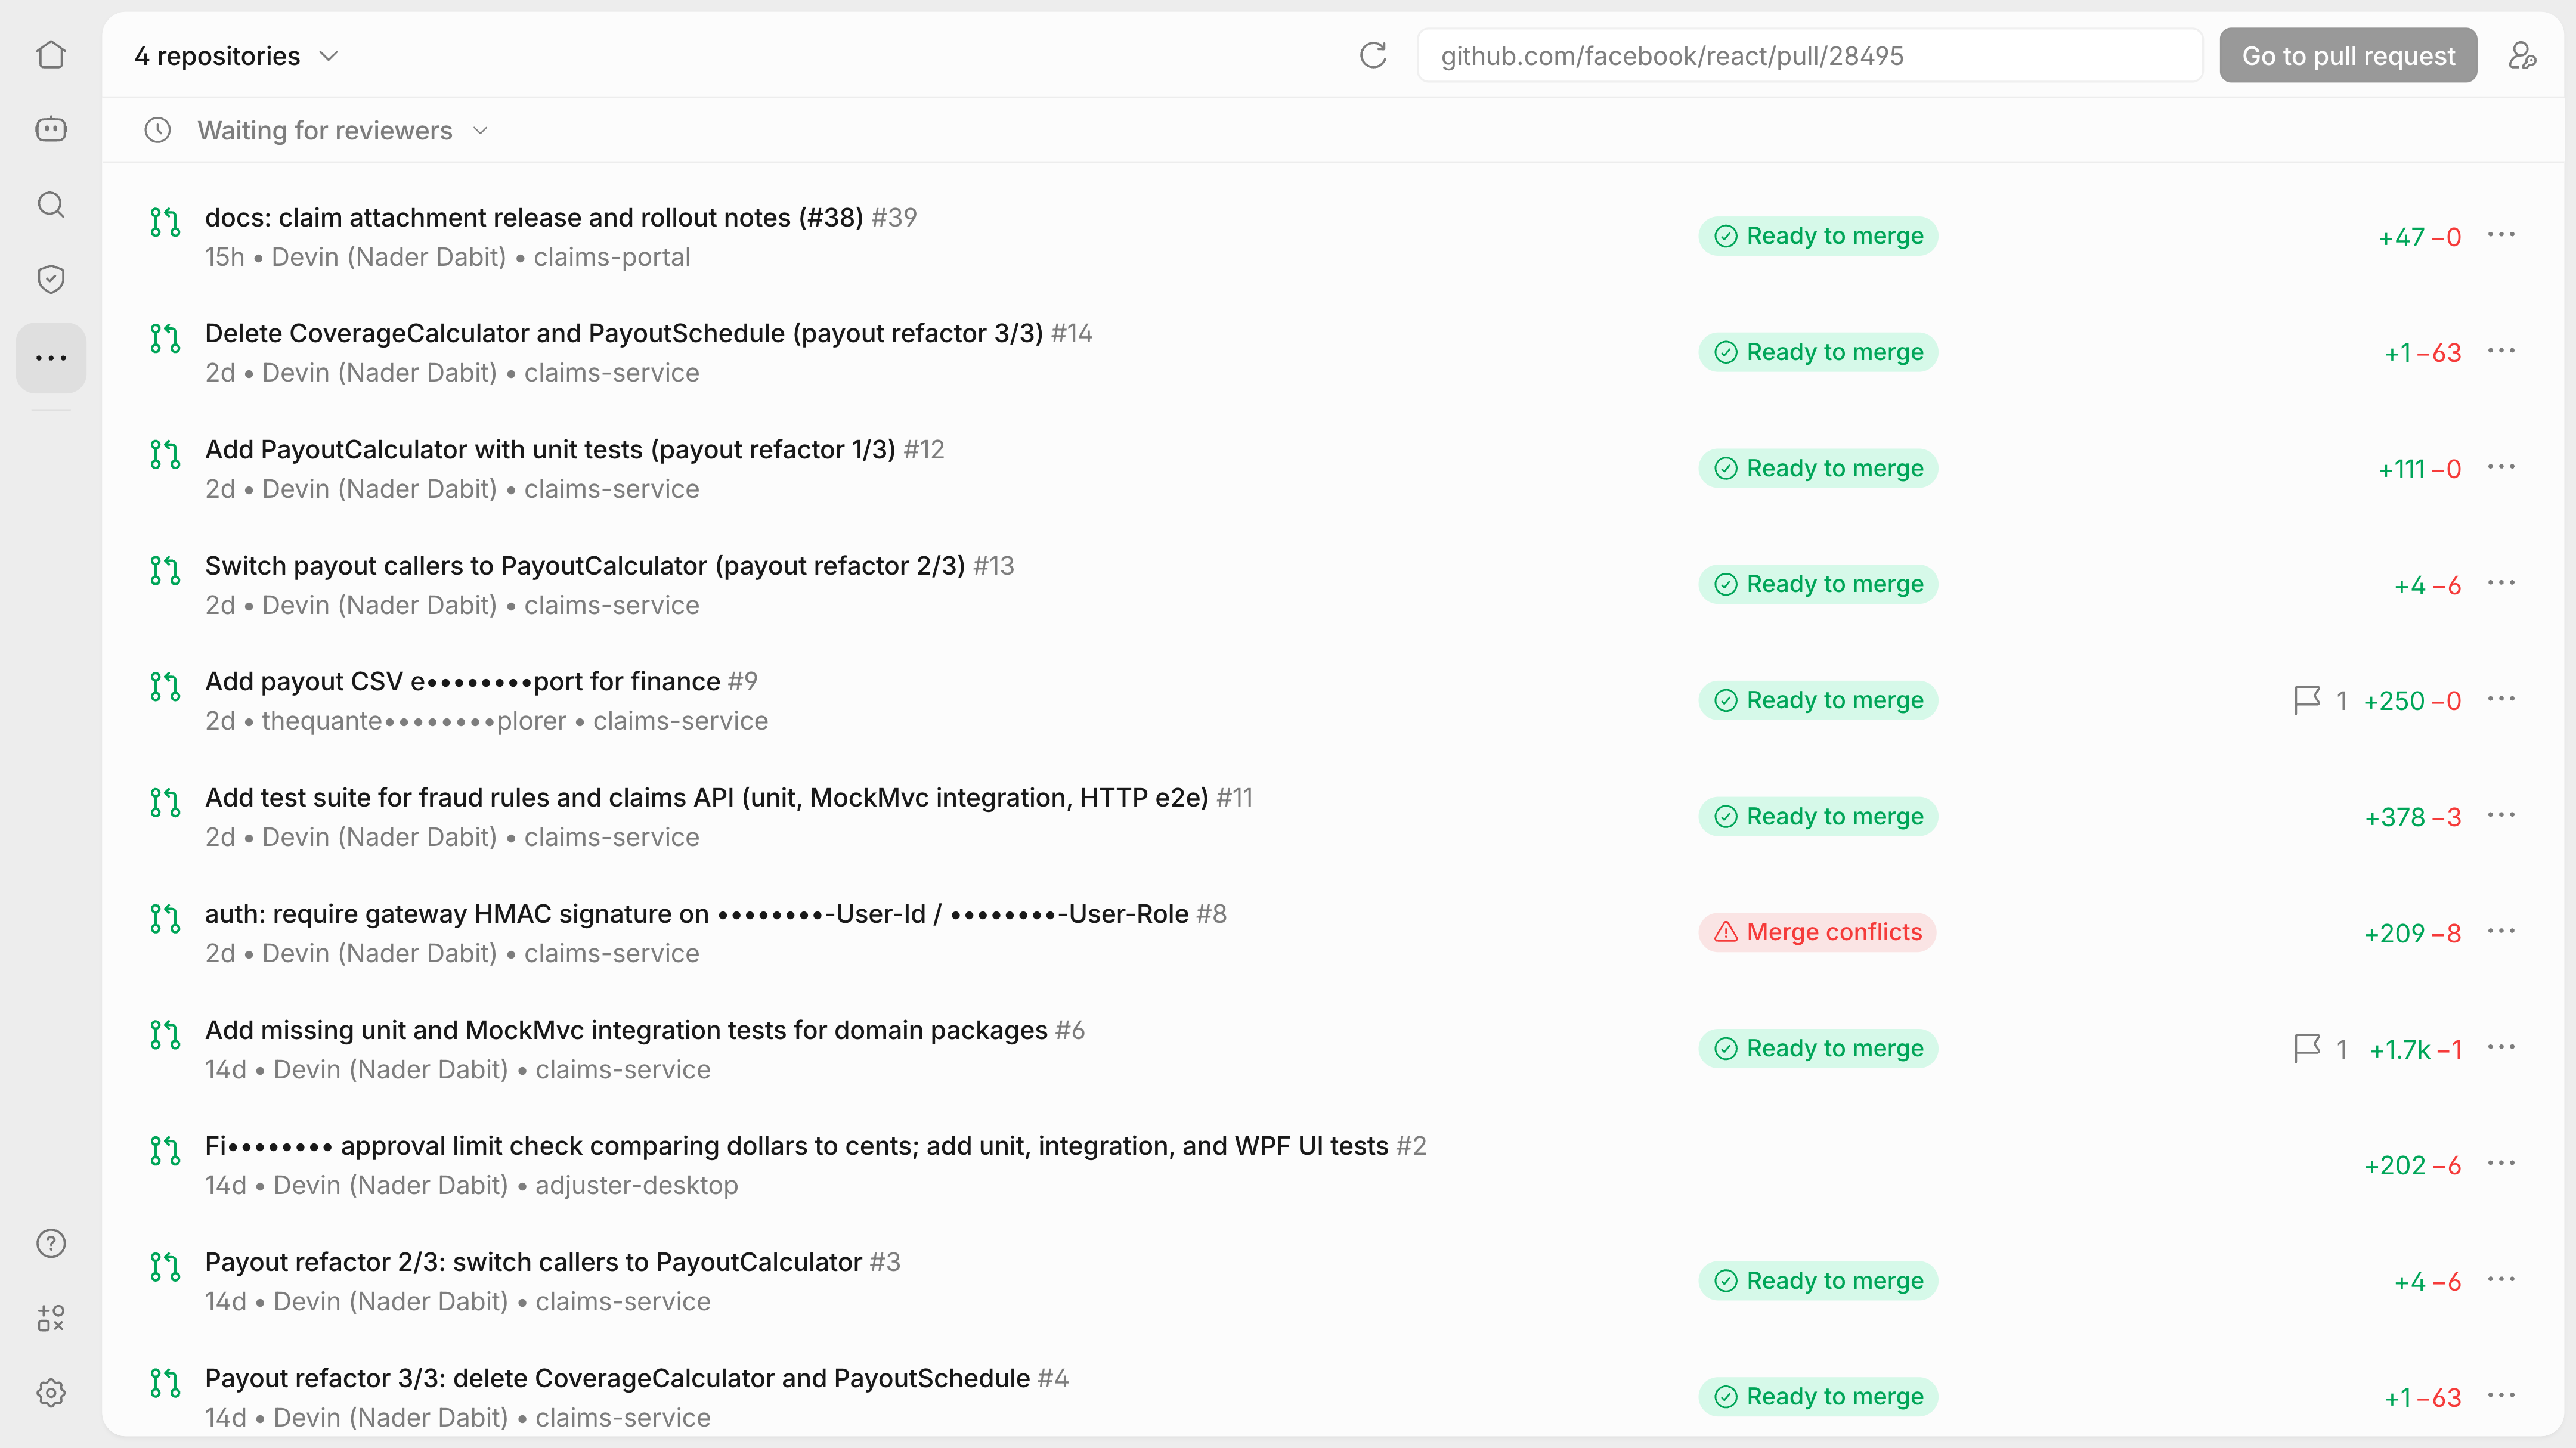 4 repositories
github.com/facebook/react/pull/28495
Go to pull request
Waiting for reviewers
docs: claim attachment release and rollout notes (#38) #39
15h • Devin (Nader Dabit) • claims-portal
Ready to merge
+47 −0
Delete CoverageCalculator and PayoutSchedule (payout refactor 3/3) #14
2d • Devin (Nader Dabit) • claims-service
Ready to merge
+1 −63
Add PayoutCalculator with unit tests (payout refactor 1/3) #12
2d • Devin (Nader Dabit) • claims-service
Ready to merge
+111 −0
Switch payout callers to PayoutCalculator (payout refactor 2/3) #13
2d • Devin (Nader Dabit) • claims-service
Ready to merge
+4 −6
Add payout CSV e••••••••port for finance #9
2d • thequante••••••••plorer • claims-service
Ready to merge
1 +250 −0
Add test suite for fraud rules and claims API (unit, MockMvc integration, HTTP e2e) #11
2d • Devin (Nader Dabit) • claims-service
Ready to merge
+378 −3
auth: require gateway HMAC signature on ••••••••-User-Id / ••••••••-User-Role #8
2d • Devin (Nader Dabit) • claims-service
Merge conflicts
+209 −8
Add missing unit and MockMvc integration tests for domain packages #6
14d • Devin (Nader Dabit) • claims-service
Ready to merge
1 +1.7k −1
Fi•••••••• approval limit check comparing dollars to cents; add unit, integration, and WPF UI tests #2
14d • Devin (Nader Dabit) • adjuster-desktop
+202 −6
Payout refactor 2/3: switch callers to PayoutCalculator #3
14d • Devin (Nader Dabit) • claims-service
Ready to merge
+4 −6
Payout refactor 3/3: delete CoverageCalculator and PayoutSchedule #4
14d • Devin (Nader Dabit) • claims-service
Ready to merge
+1 −63